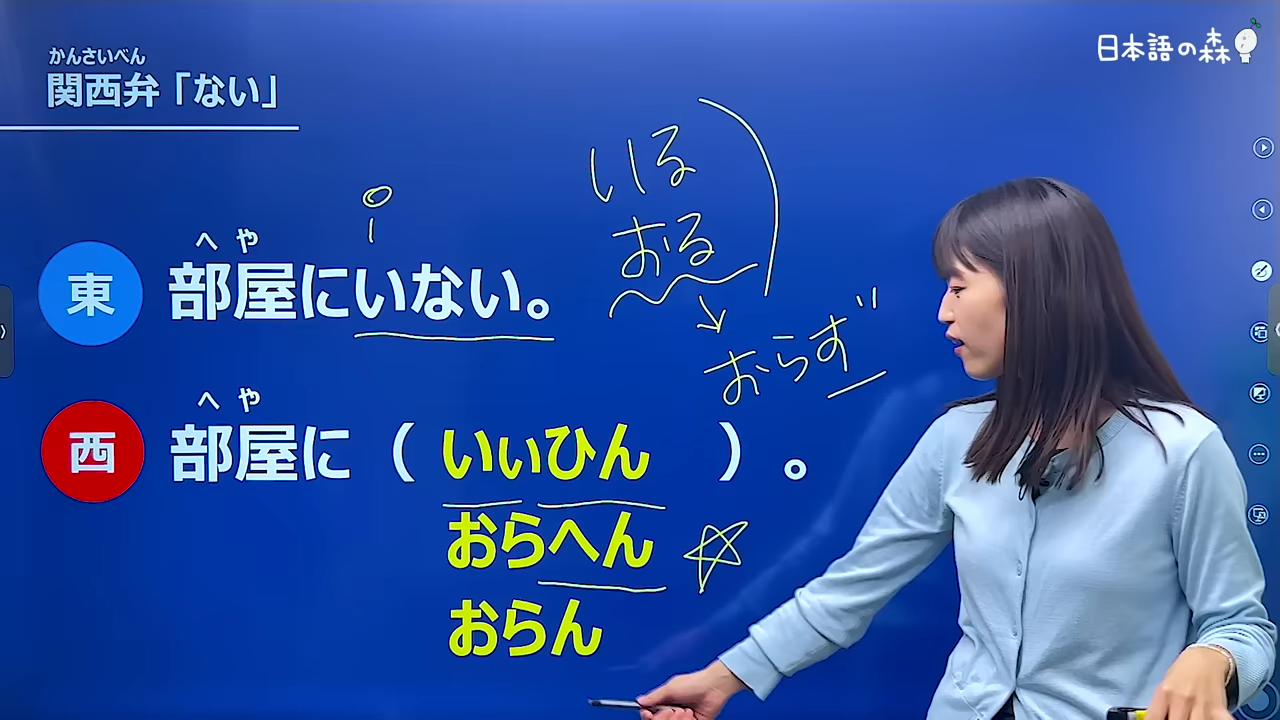 かんさいべん
関西弁「ない」
日本語の森
いる
おる
おらず
へや
東 部屋にいない。
へや
西 部屋に(いぃひん)。
おらへん
おらん